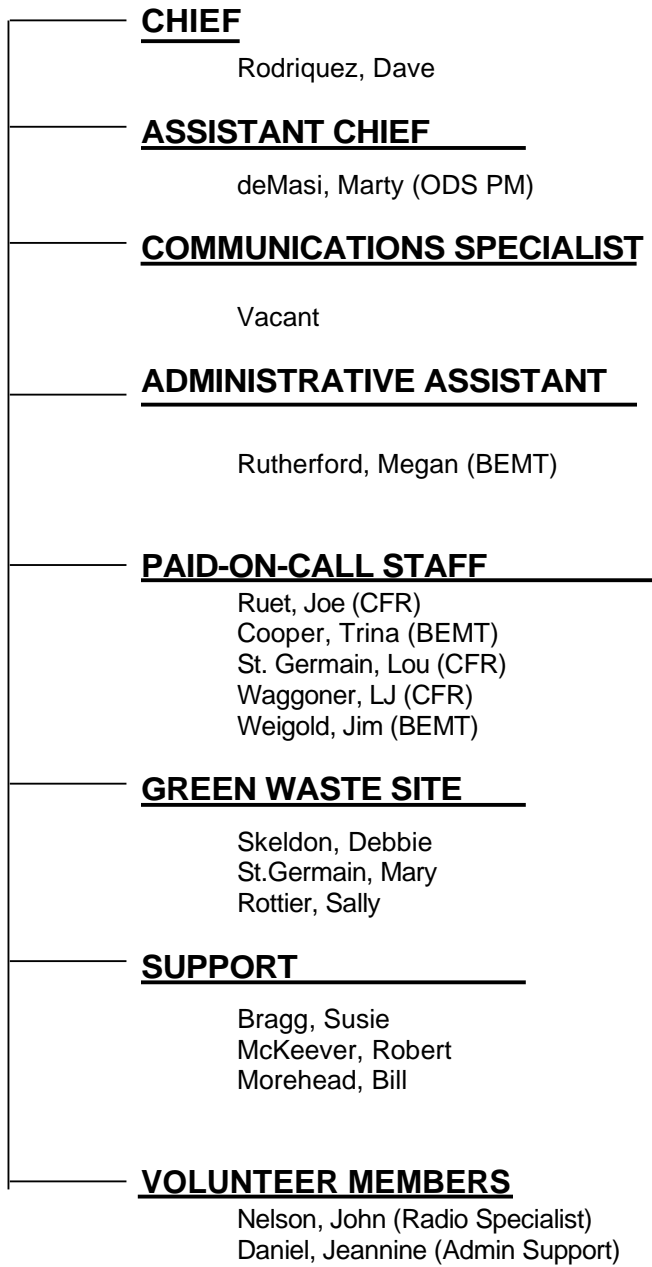 CHIEF
Rodriquez, Dave
ASSISTANT CHIEF
deMasi, Marty (ODS PM)
COMMUNICATIONS SPECIALIST
Vacant
ADMINISTRATIVE ASSISTANT
Rutherford, Megan (BEMT)
PAID-ON-CALL STAFF
Ruet, Joe (CFR)
Cooper, Trina (BEMT)
St. Germain, Lou (CFR)
Waggoner, LJ (CFR)
Weigold, Jim (BEMT)
GREEN WASTE SITE
Skeldon, Debbie
St.Germain, Mary
Rottier, Sally
SUPPORT
Bragg, Susie
McKeever, Robert
Morehead, Bill
VOLUNTEER MEMBERS
Nelson, John (Radio Specialist)
Daniel, Jeannine (Admin Support)